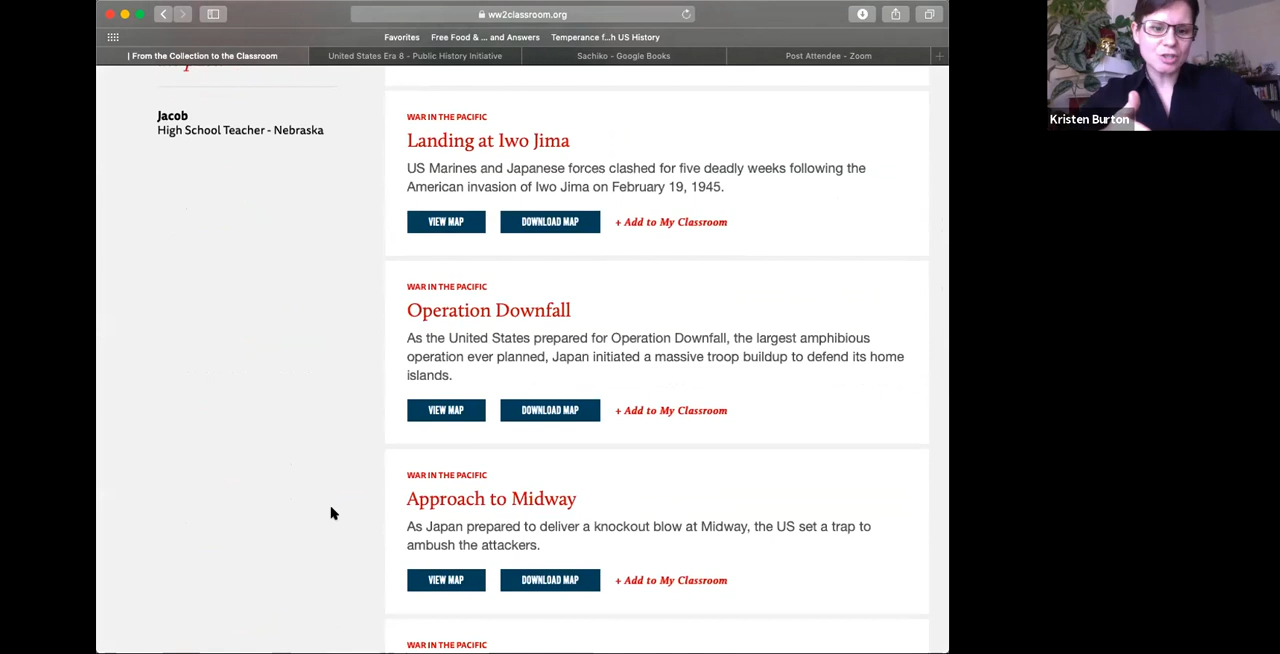 ww2classroom.org
Favorites
Free Food & ... and Answers
Temperance f...h US History
| From the Collection to the Classroom
United States Era 8 - Public History Initiative
Sachiko - Google Books
Post Attendee - Zoom
Kristen Burton
Jacob
High School Teacher - Nebraska
WAR IN THE PACIFIC
Landing at Iwo Jima
US Marines and Japanese forces clashed for five deadly weeks following the
American invasion of Iwo Jima on February 19, 1945.
VIEW MAP
DOWNLOAD MAP
+ Add to My Classroom
WAR IN THE PACIFIC
Operation Downfall
As the United States prepared for Operation Downfall, the largest amphibious
operation ever planned, Japan initiated a massive troop buildup to defend its home
islands.
VIEW MAP
DOWNLOAD MAP
+ Add to My Classroom
WAR IN THE PACIFIC
Approach to Midway
As Japan prepared to deliver a knockout blow at Midway, the US set a trap to
ambush the attackers.
VIEW MAP
DOWNLOAD MAP
+ Add to My Classroom
WAR IN THE PACIFIC